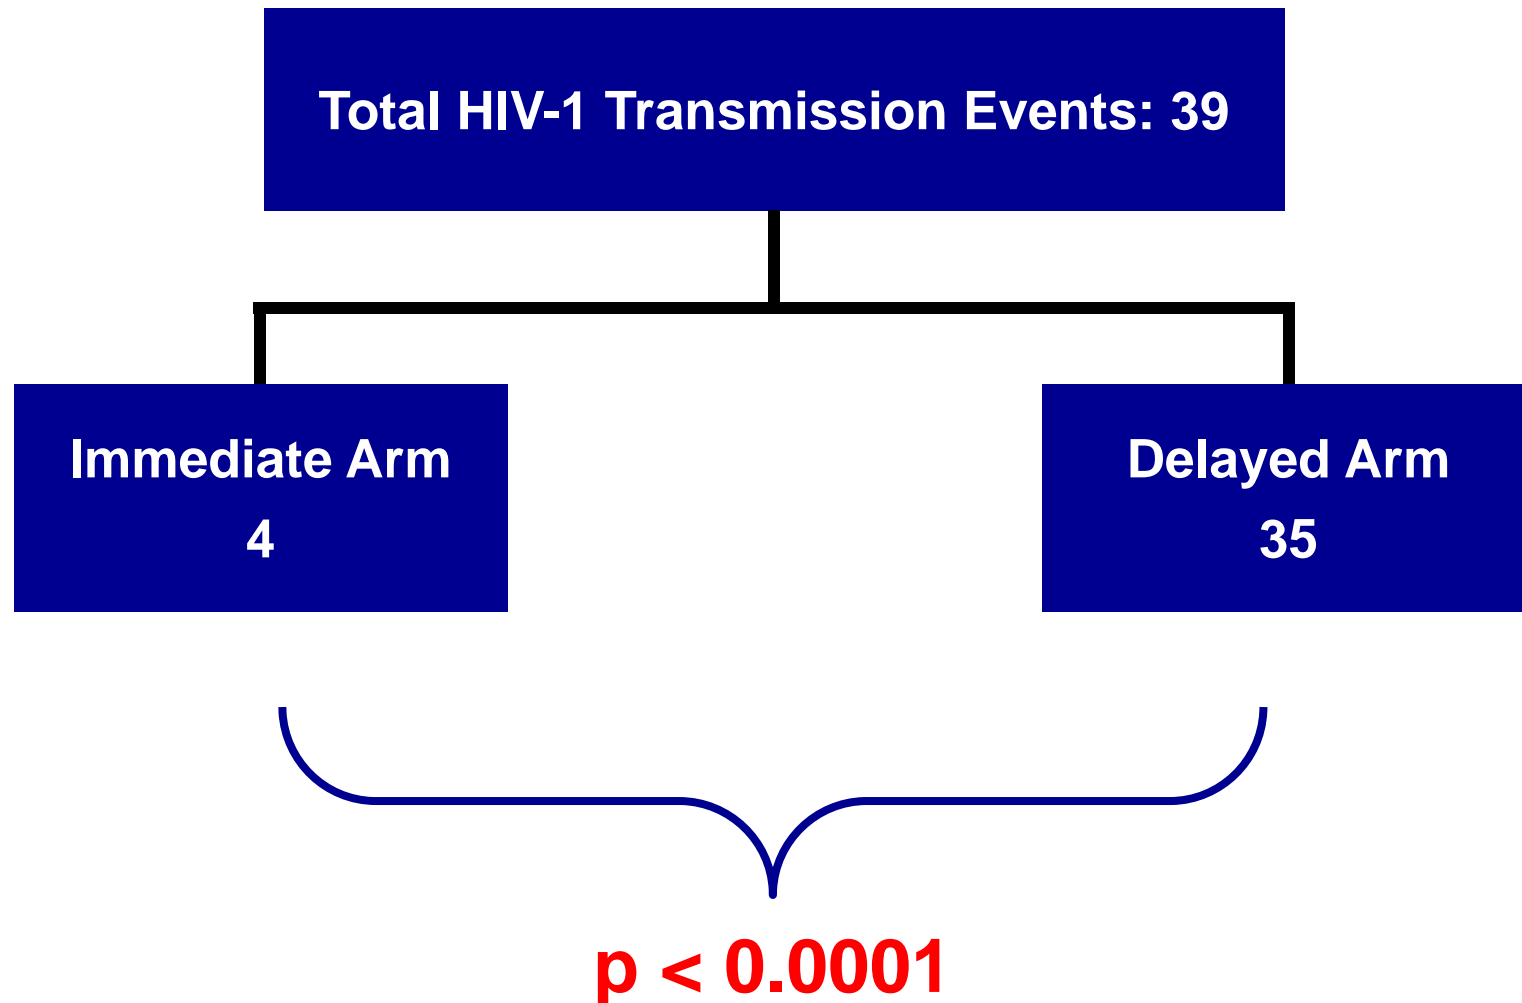 Total HIV-1 Transmission Events: 39
Immediate Arm
4
Delayed Arm
35
p < 0.0001